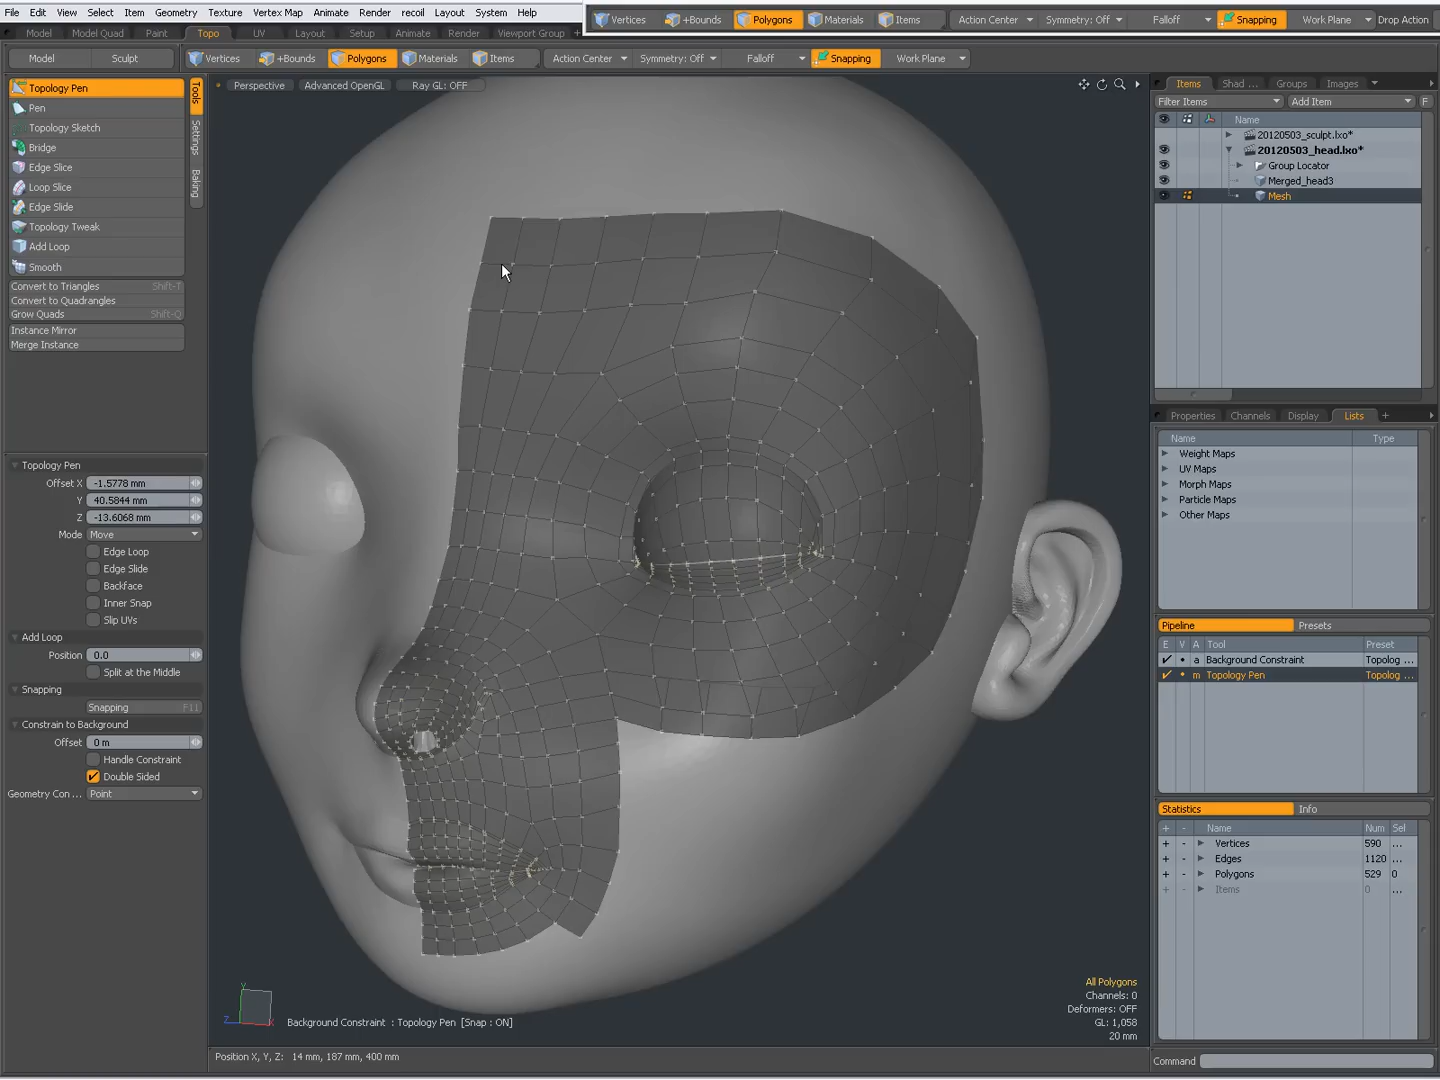 File Edit View Select Item Geometry Texture Vertex Map Animate Render recoil Layout System Help
Vertices +Bounds Polygons Materials Items Action Center Symmetry: Off Falloff Snapping Work Plane Drop Action
Model Model Quad Paint Topo UV Layout Setup Animate Render Viewport Group +
Model Sculpt Vertices +Bounds Polygons Materials Items Action Center Symmetry: Off Falloff Snapping Work Plane
Topology Pen
Pen
Topology Sketch
Bridge
Edge Slice
Loop Slice
Edge Slide
Topology Tweak
Add Loop
Smooth
Convert to Triangles Shift-T
Convert to Quadrangles
Grow Quads Shift-Q
Instance Mirror
Merge Instance
Tools
Settings
Baking
Topology Pen
Offset X -1.5778 mm
Y 40.5844 mm
Z -13.6068 mm
Mode Move
Edge Loop
Edge Slide
Backface
Inner Snap
Slip UVs
Add Loop
Position 0.0
Split at the Middle
Snapping
Snapping F11
Constrain to Background
Offset 0 m
Handle Constraint
Double Sided
Geometry Con ... Point
Perspective Advanced OpenGL Ray GL: OFF
Y
Z
X
Background Constraint : Topology Pen [Snap : ON]
All Polygons
Channels: 0
Deformers: OFF
GL: 1,058
20 mm
Position X, Y, Z: 14 mm, 187 mm, 400 mm
Items Shad ... Groups Images
Filter Items Add Item F
Name
20120503_sculpt.lxo*
20120503_head.lxo*
Group Locator
Merged_head3
Mesh
Properties Channels Display Lists +
Name Type
Weight Maps
UV Maps
Morph Maps
Particle Maps
Other Maps
Pipeline Presets
E V A Tool Preset
a Background Constraint Topolog ...
m Topology Pen Topolog ...
Statistics Info
+ - Name Num Sel
+ - Vertices 590 ...
+ - Edges 1120 ...
+ - Polygons 529 0
+ - Items 0 ...
Command